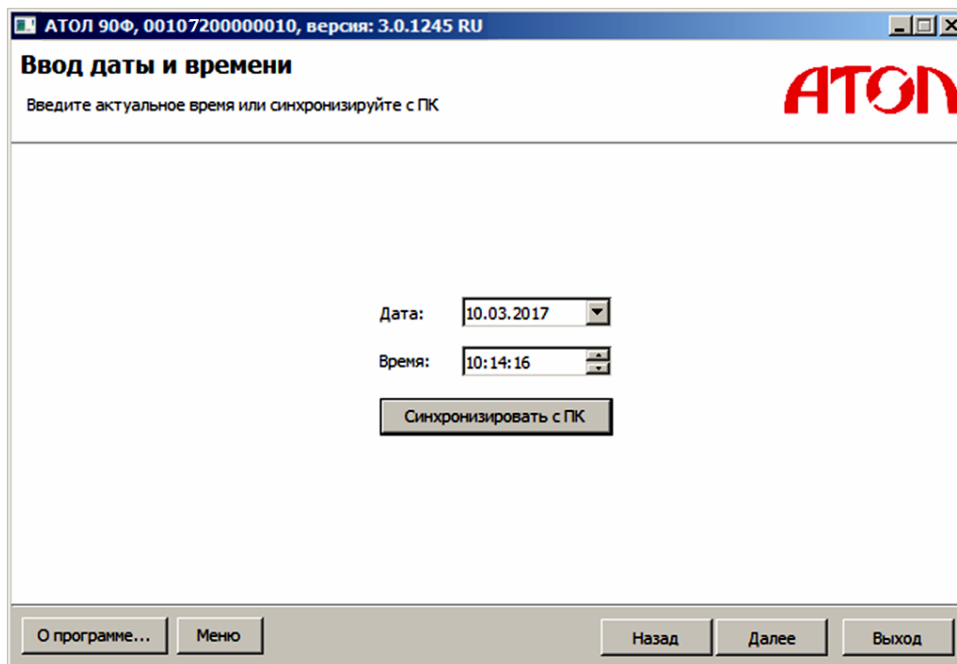 АТОЛ 90Ф, 00107200000010, версия: 3.0.1245 RU
Ввод даты и времени
Введите актуальное время или синхронизируйте с ПК
АТОЛ
Дата: 10.03.2017
Время: 10:14:16
Синхронизировать с ПК
О программе... Меню Назад Далее Выход